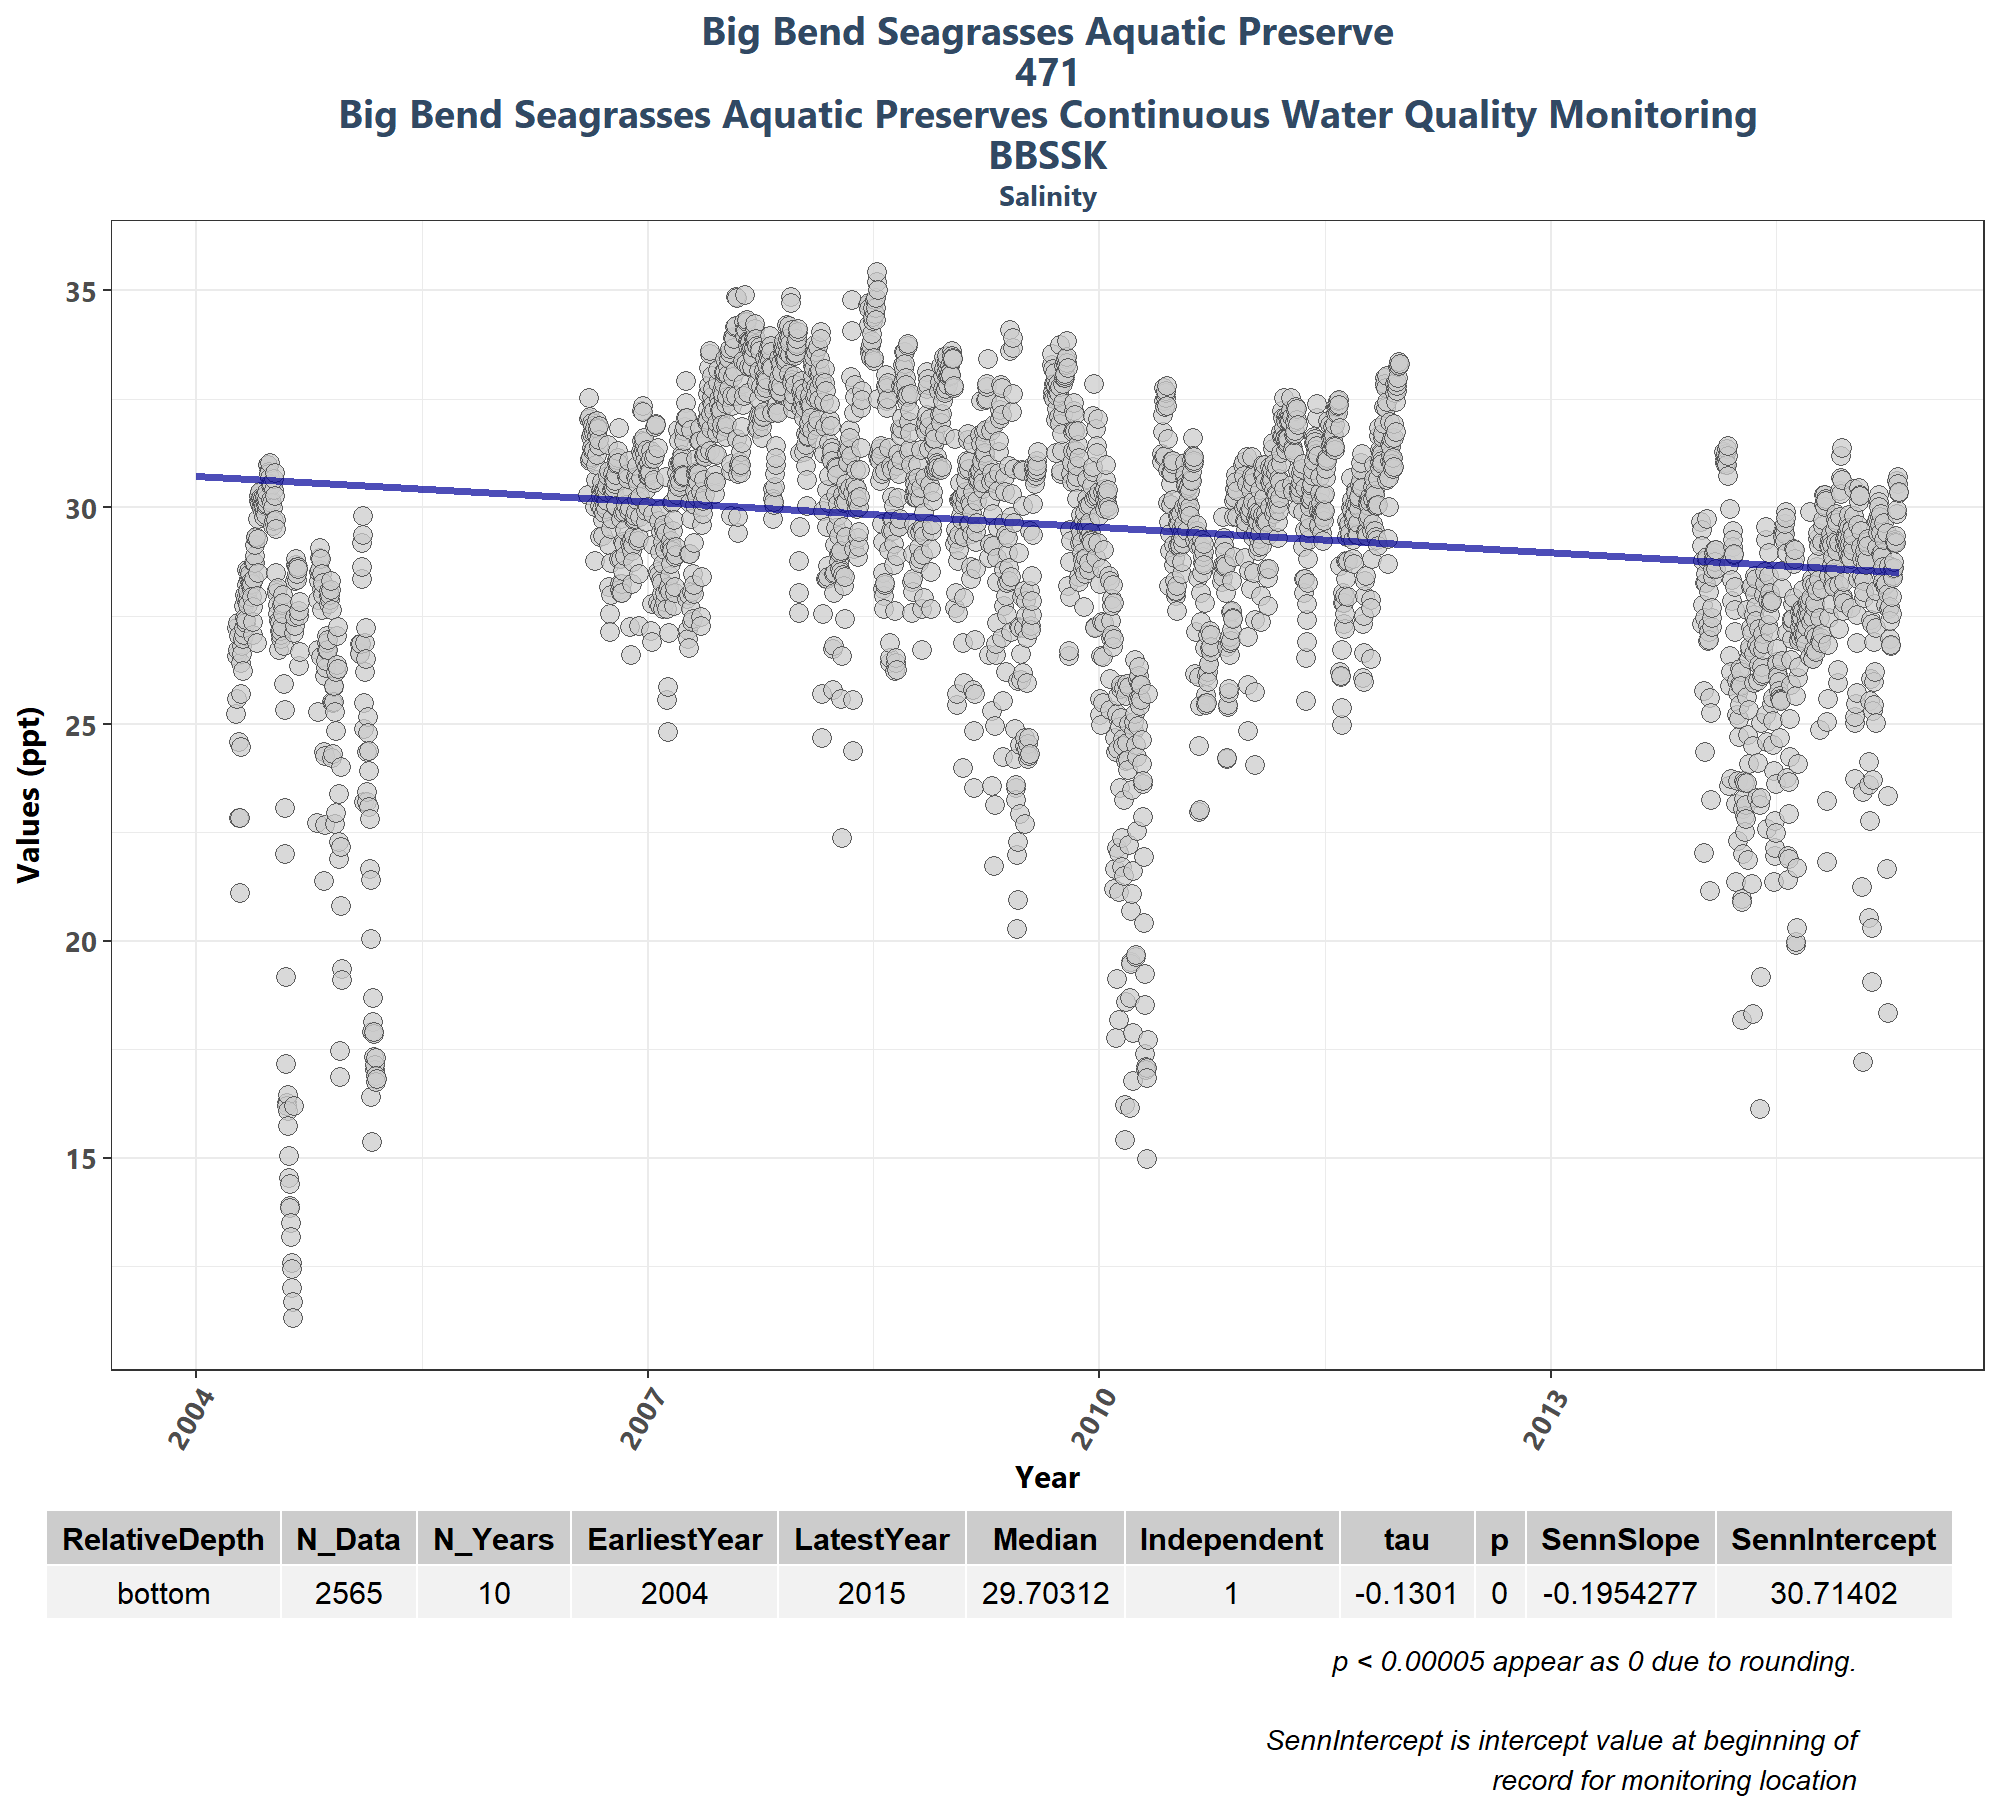 Big Bend Seagrasses Aquatic Preserve
471
Big Bend Seagrasses Aquatic Preserves Continuous Water Quality Monitoring
BBSSK
Salinity
35
30
25
20
15
Values (ppt)
2004 2007 2010 2013
Year
RelativeDepth N_Data N_Years EarliestYear LatestYear Median Independent tau p SennSlope SennIntercept
bottom 2565 10 2004 2015 29.70312 1 -0.1301 0 -0.1954277 30.71402
p < 0.00005 appear as 0 due to rounding.
SennIntercept is intercept value at beginning of
record for monitoring location